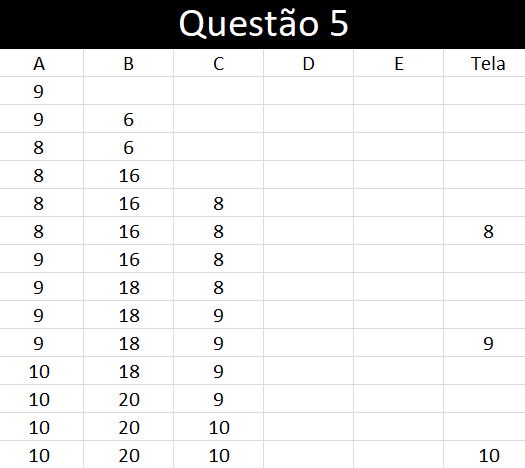 Questão 5
A B C D E Tela
9
9 6
8 6
8 16
8 16 8
8 16 8 8
9 16 8
9 18 8
9 18 9
9 18 9 9
10 18 9
10 20 9
10 20 10
10 20 10 10